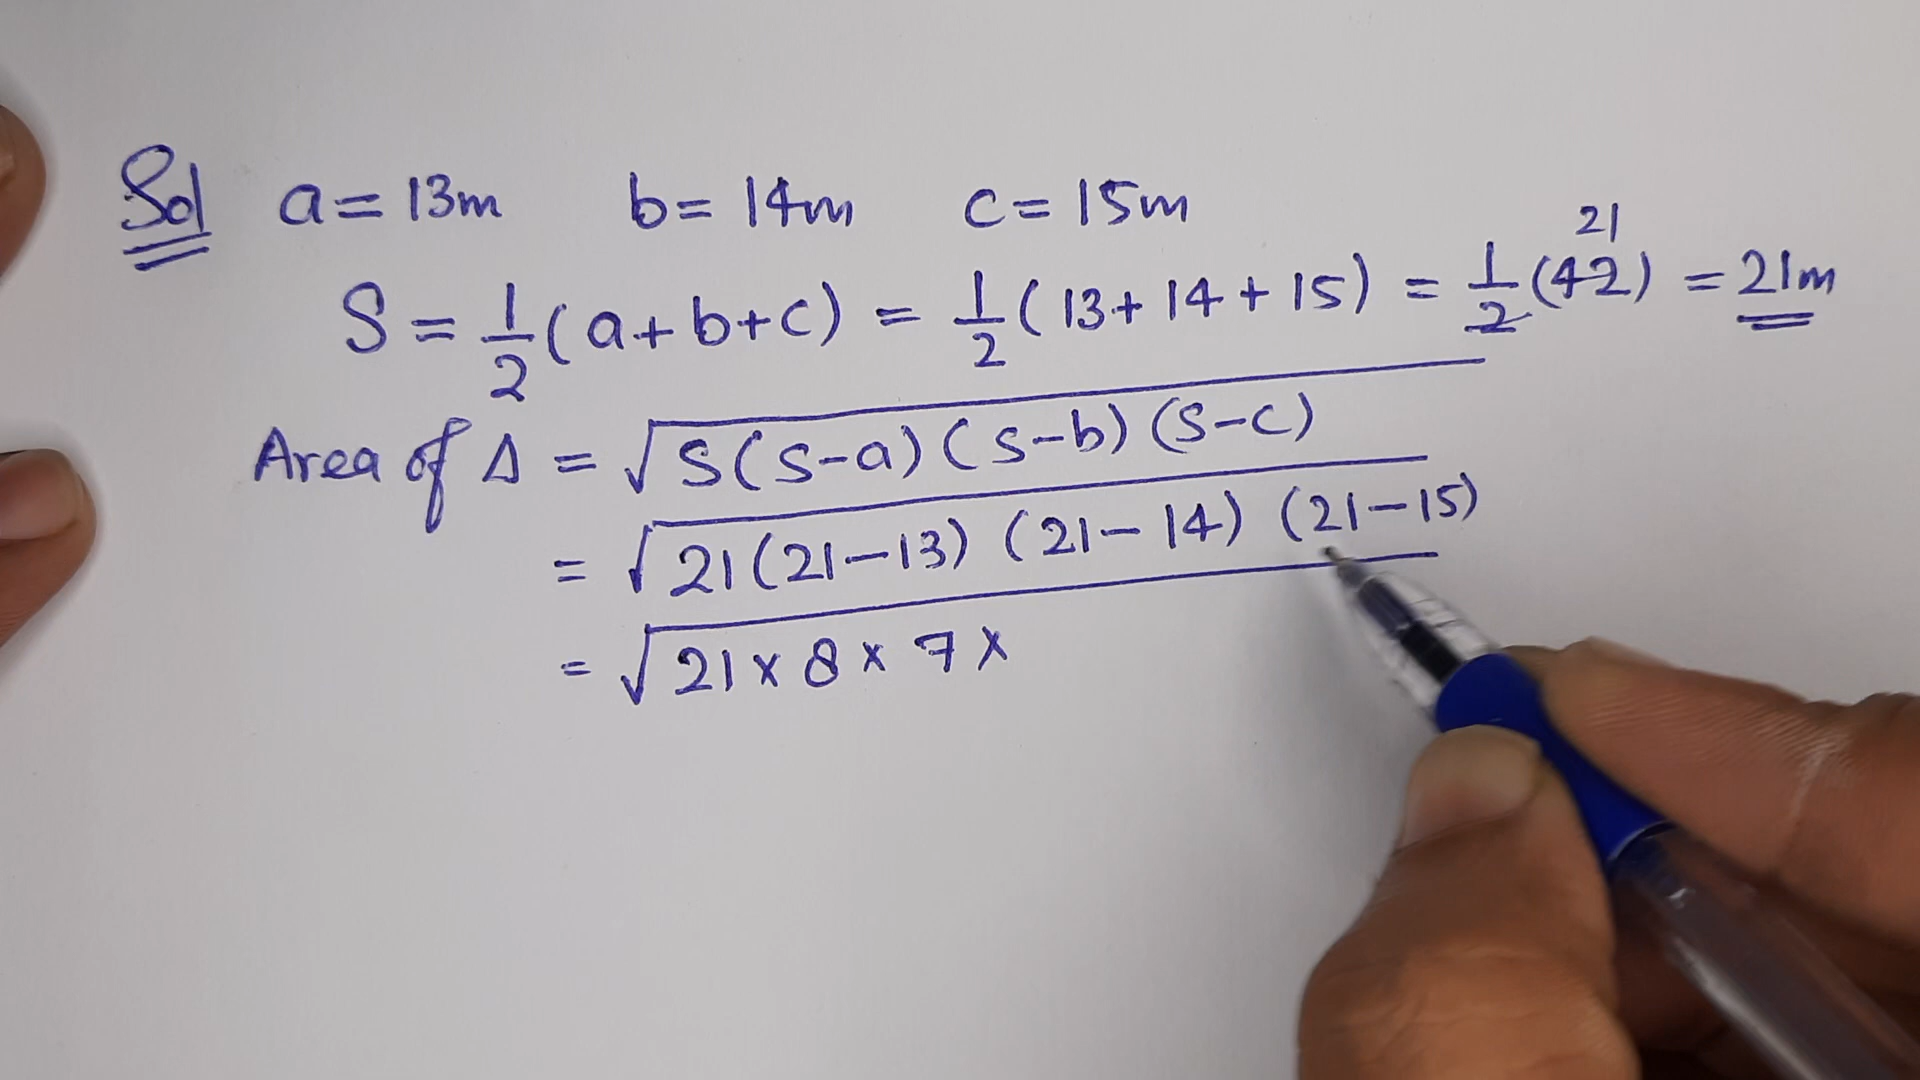 Sol a = 13m b = 14m c = 15m
S = 1/2 (a+b+c) = 1/2 (13+14+15) = 1/2 (42) 21 = 21m
Area of Δ = √S(S-a)(S-b)(S-c)
= √21(21-13)(21-14)(21-15)
= √21 x 8 x 7 x